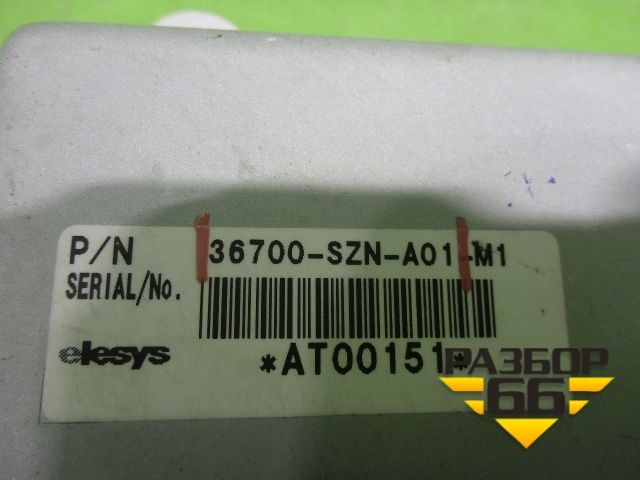 P/N 36700-SZN-A01-M1
SERIAL/No.
elesys *AT00151*
РАЗБОР
66